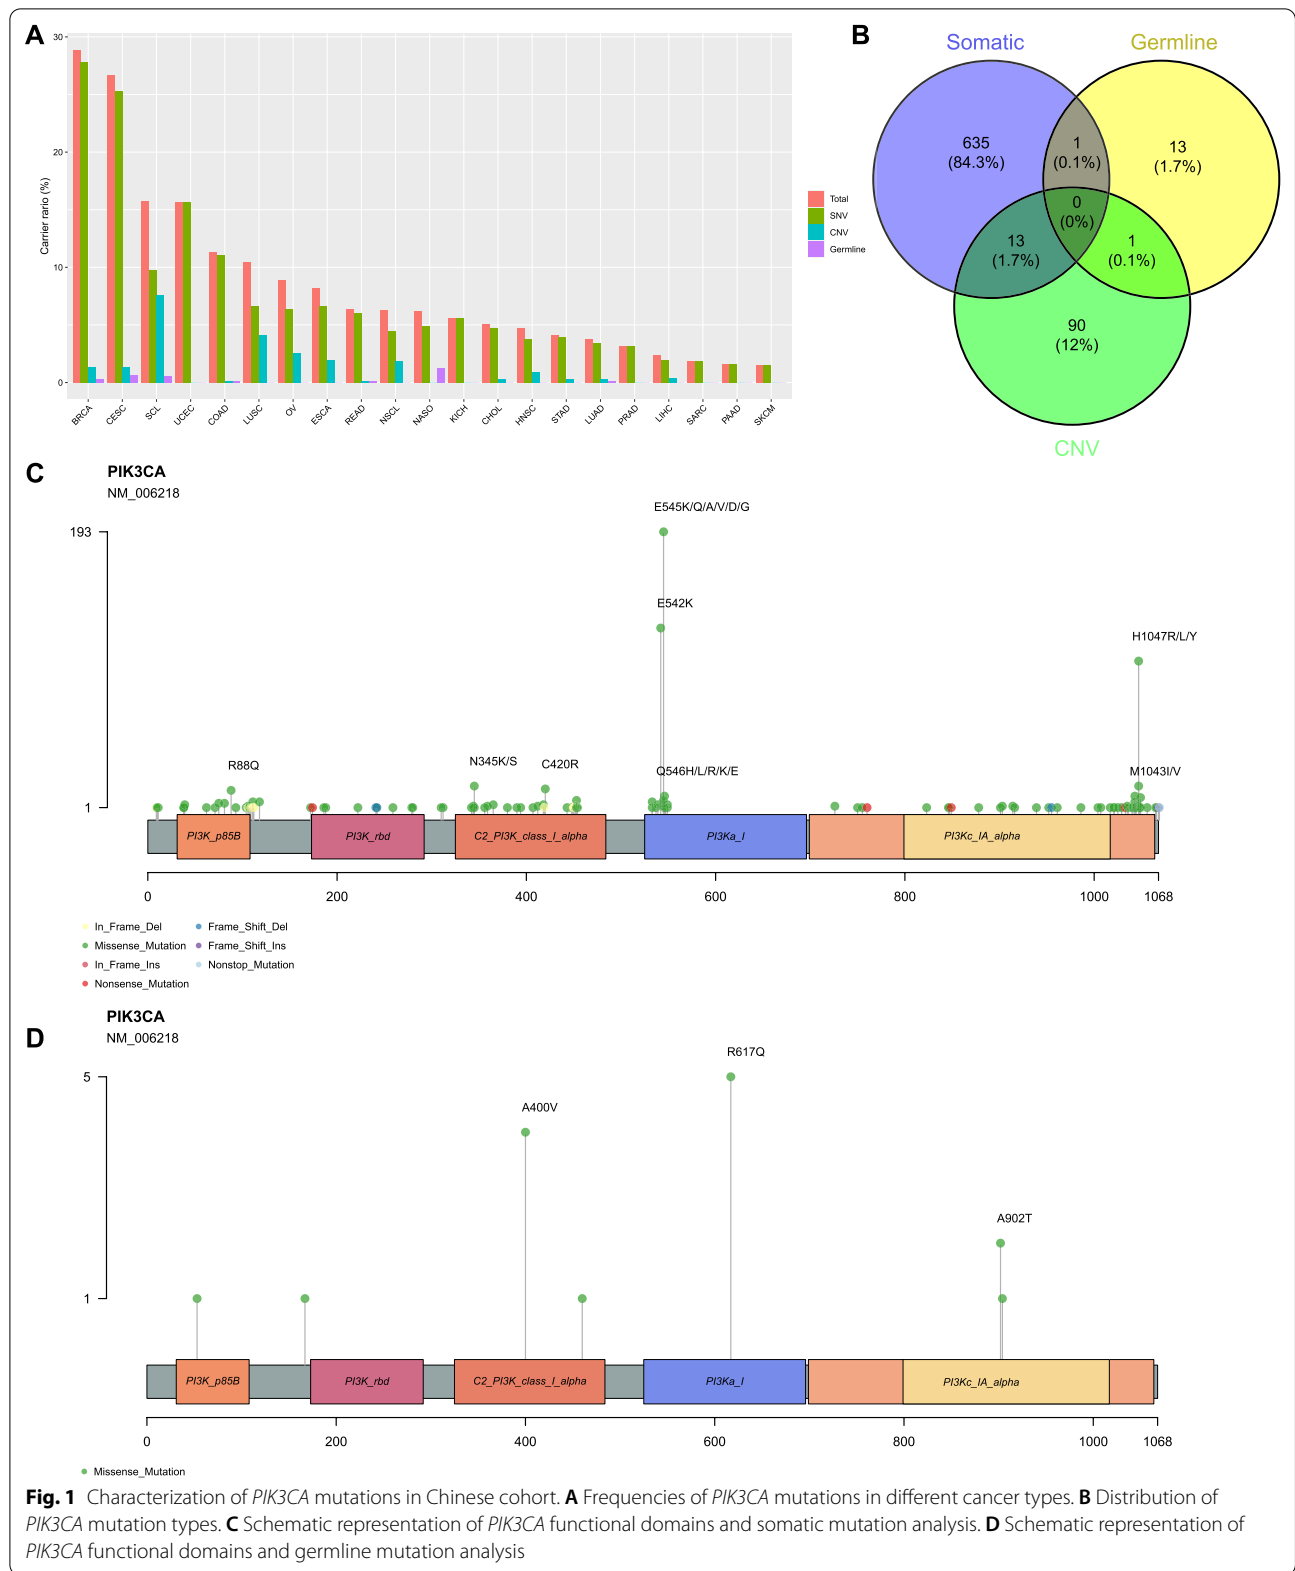 A
30
20
10
0
Carrier rario (%)
BRCA
CESC
SCL
UCEC
COAD
LUSC
OV
ESCA
READ
NSCL
NASO
KICH
CHOL
HNSC
STAD
LUAD
PRAD
LIHC
SARC
PAAD
SKCM
Total
SNV
CNV
Germline
B
Somatic
Germline
635
(84.3%)
1
(0.1%)
13
(1.7%)
0
(0%)
13
(1.7%)
1
(0.1%)
90
(12%)
CNV
C
PIK3CA
NM_006218
E545K/Q/A/V/D/G
193
E542K
H1047R/L/Y
R88Q
N345K/S
C420R
Q546H/L/R/K/E
M1043I/V
1
PI3K_p85B
PI3K_rbd
C2_PI3K_class_I_alpha
PI3Ka_I
PI3Kc_IA_alpha
0
200
400
600
800
1000
1068
In_Frame_Del
Missense_Mutation
In_Frame_Ins
Nonsense_Mutation
Frame_Shift_Del
Frame_Shift_Ins
Nonstop_Mutation
D
PIK3CA
NM_006218
R617Q
5
A400V
A902T
1
PI3K_p85B
PI3K_rbd
C2_PI3K_class_I_alpha
PI3Ka_I
PI3Kc_IA_alpha
0
200
400
600
800
1000
1068
Missense_Mutation
Fig. 1 Characterization of PIK3CA mutations in Chinese cohort. A Frequencies of PIK3CA mutations in different cancer types. B Distribution of
PIK3CA mutation types. C Schematic representation of PIK3CA functional domains and somatic mutation analysis. D Schematic representation of
PIK3CA functional domains and germline mutation analysis